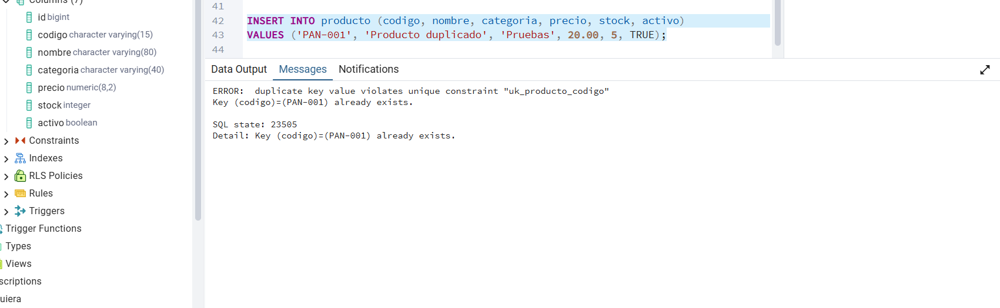 Columns (7)
id bigint
codigo character varying(15)
nombre character varying(80)
categoria character varying(40)
precio numeric(8,2)
stock integer
activo boolean
Constraints
Indexes
RLS Policies
Rules
Triggers
Trigger Functions
Types
Views
scriptions
uiera
41
42 INSERT INTO producto (codigo, nombre, categoria, precio, stock, activo)
43 VALUES ('PAN-001', 'Producto duplicado', 'Pruebas', 20.00, 5, TRUE);
44
Data Output Messages Notifications
ERROR:  duplicate key value violates unique constraint "uk_producto_codigo"
Key (codigo)=(PAN-001) already exists.
SQL state: 23505
Detail: Key (codigo)=(PAN-001) already exists.